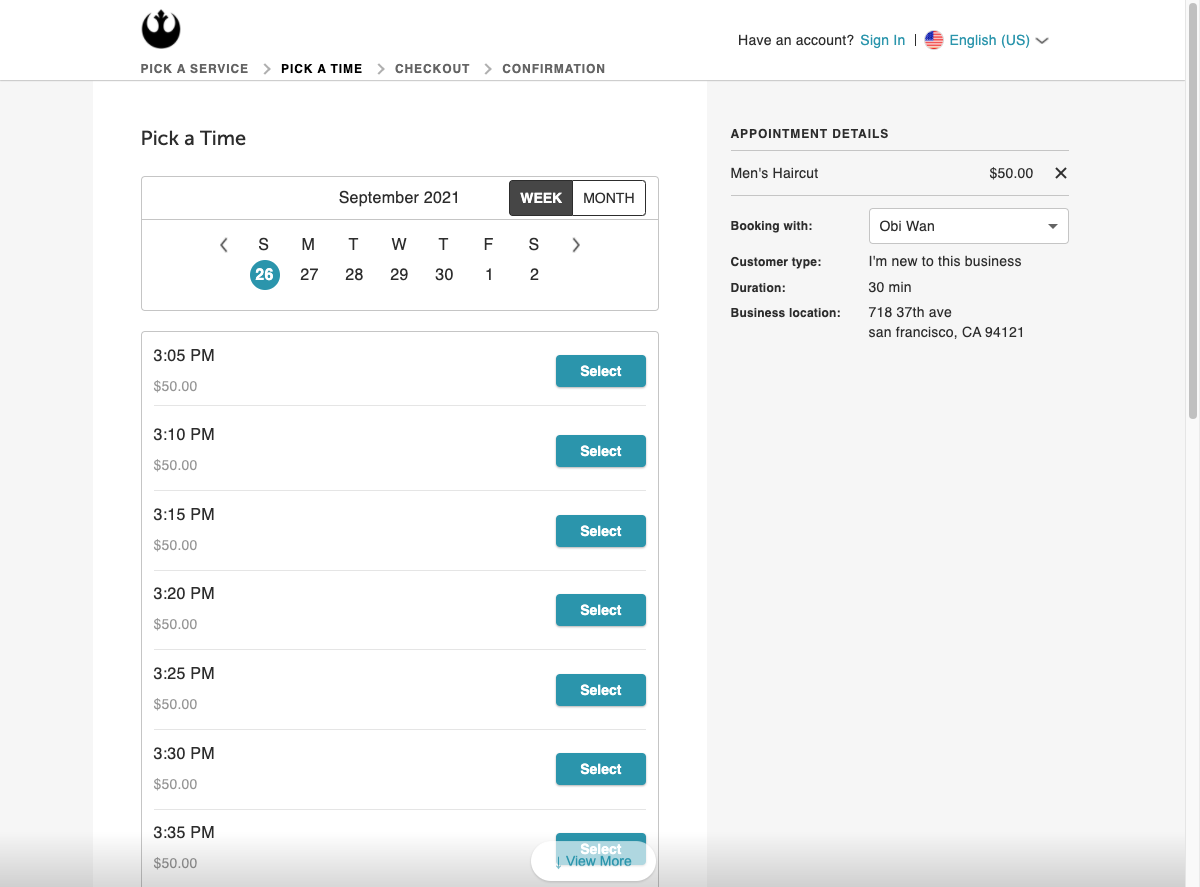 Have an account? Sign In | English (US)
PICK A SERVICE > PICK A TIME > CHECKOUT > CONFIRMATION
Pick a Time
September 2021 WEEK MONTH
S M T W T F S
26 27 28 29 30 1 2
3:05 PM
$50.00
Select
3:10 PM
$50.00
Select
3:15 PM
$50.00
Select
3:20 PM
$50.00
Select
3:25 PM
$50.00
Select
3:30 PM
$50.00
Select
3:35 PM
$50.00
Select
↓ View More
APPOINTMENT DETAILS
Men's Haircut $50.00
Booking with: Obi Wan
Customer type: I'm new to this business
Duration: 30 min
Business location: 718 37th ave
san francisco, CA 94121